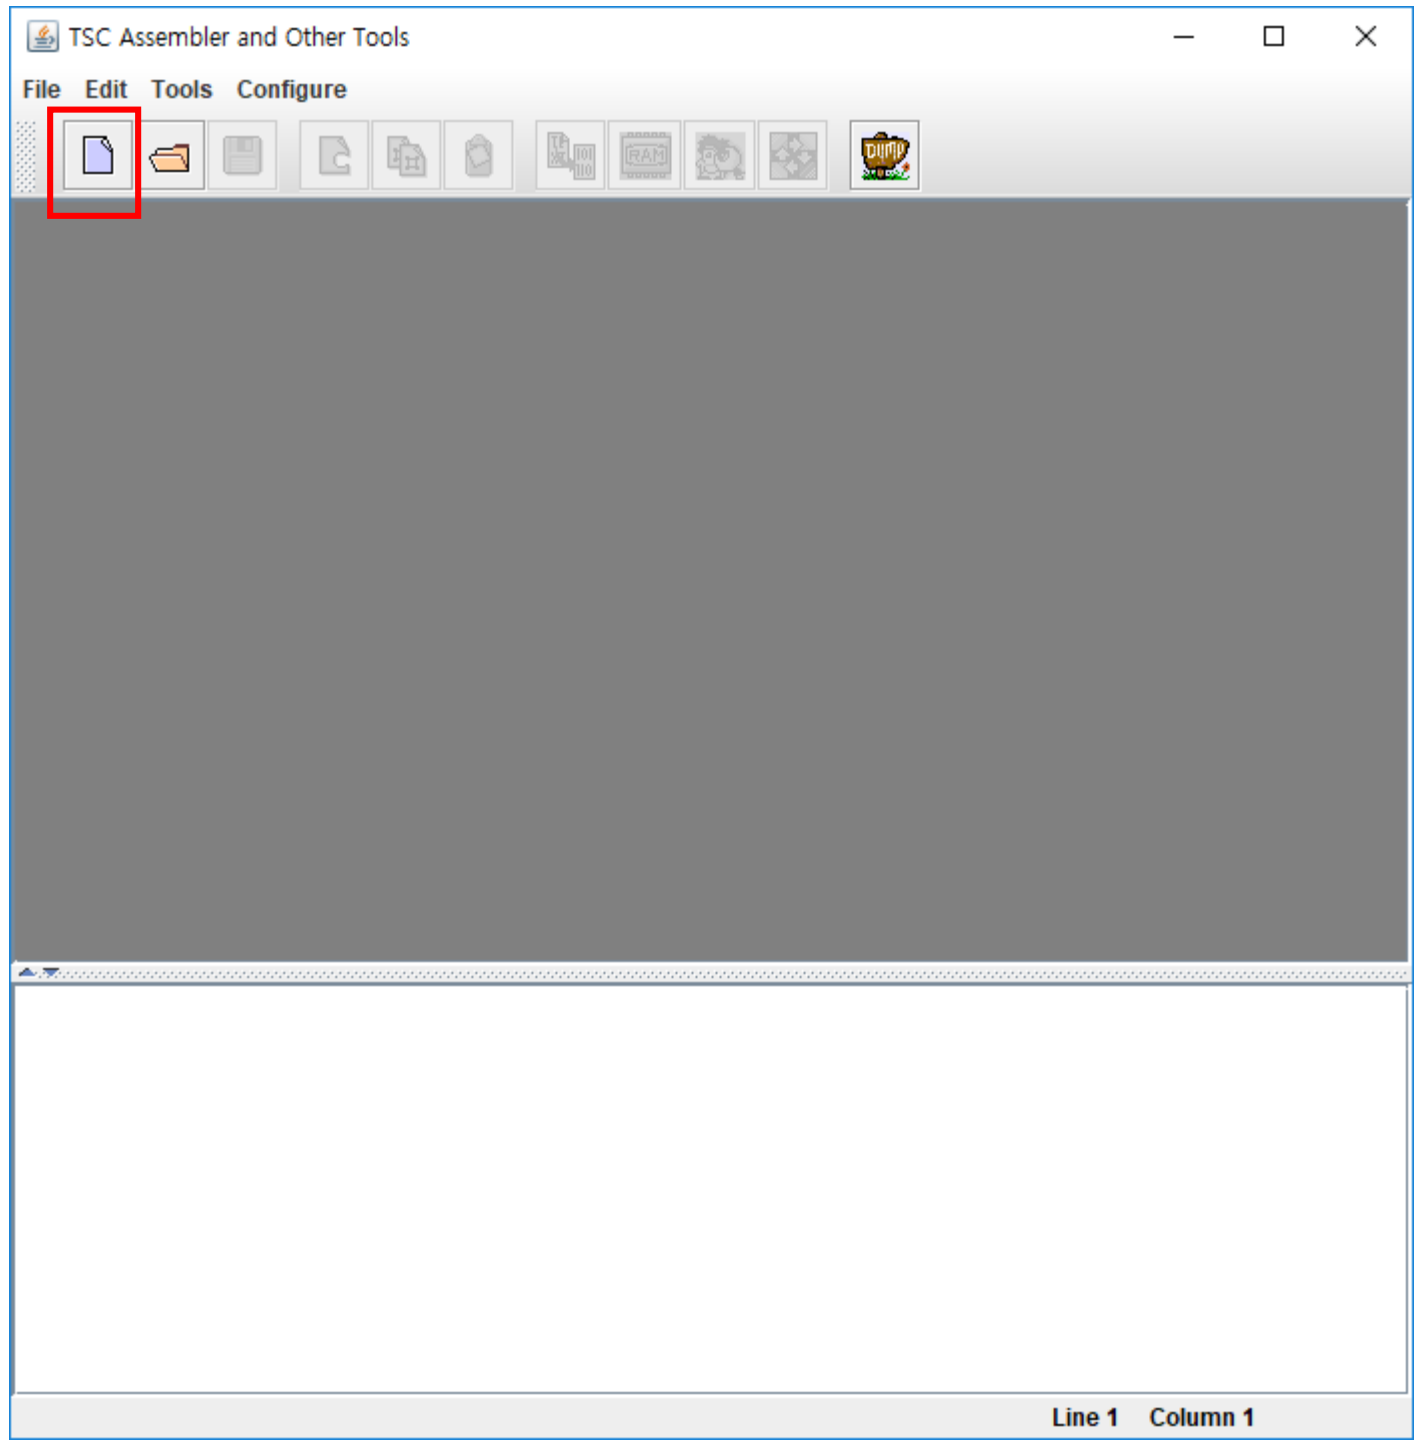 TSC Assembler and Other Tools
File Edit Tools Configure
RAM DUMP
Line 1 Column 1